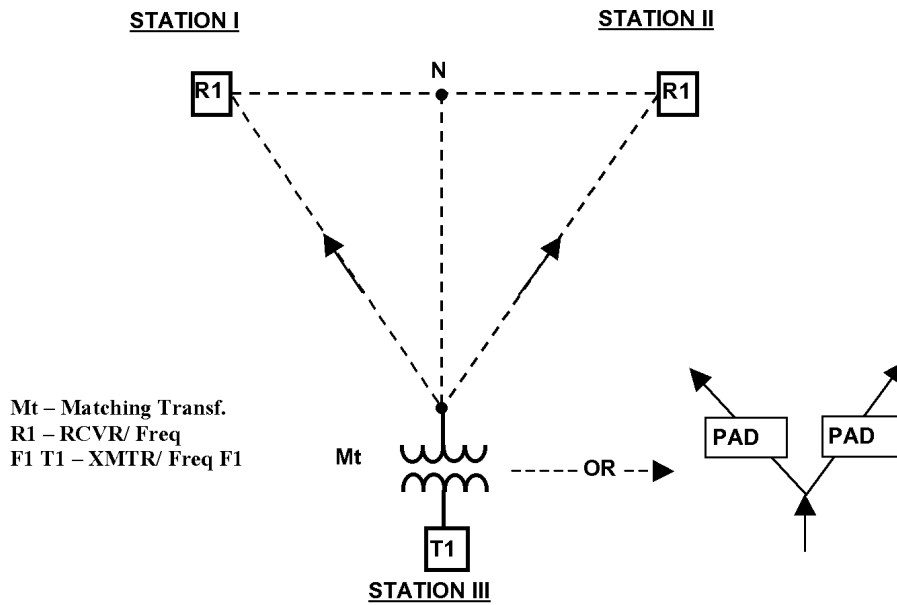 STATION I
STATION II
N
R1
R1
Mt – Matching Transf.
R1 – RCVR/ Freq
F1 T1 – XMTR/ Freq F1
Mt
OR
PAD
PAD
T1
STATION III